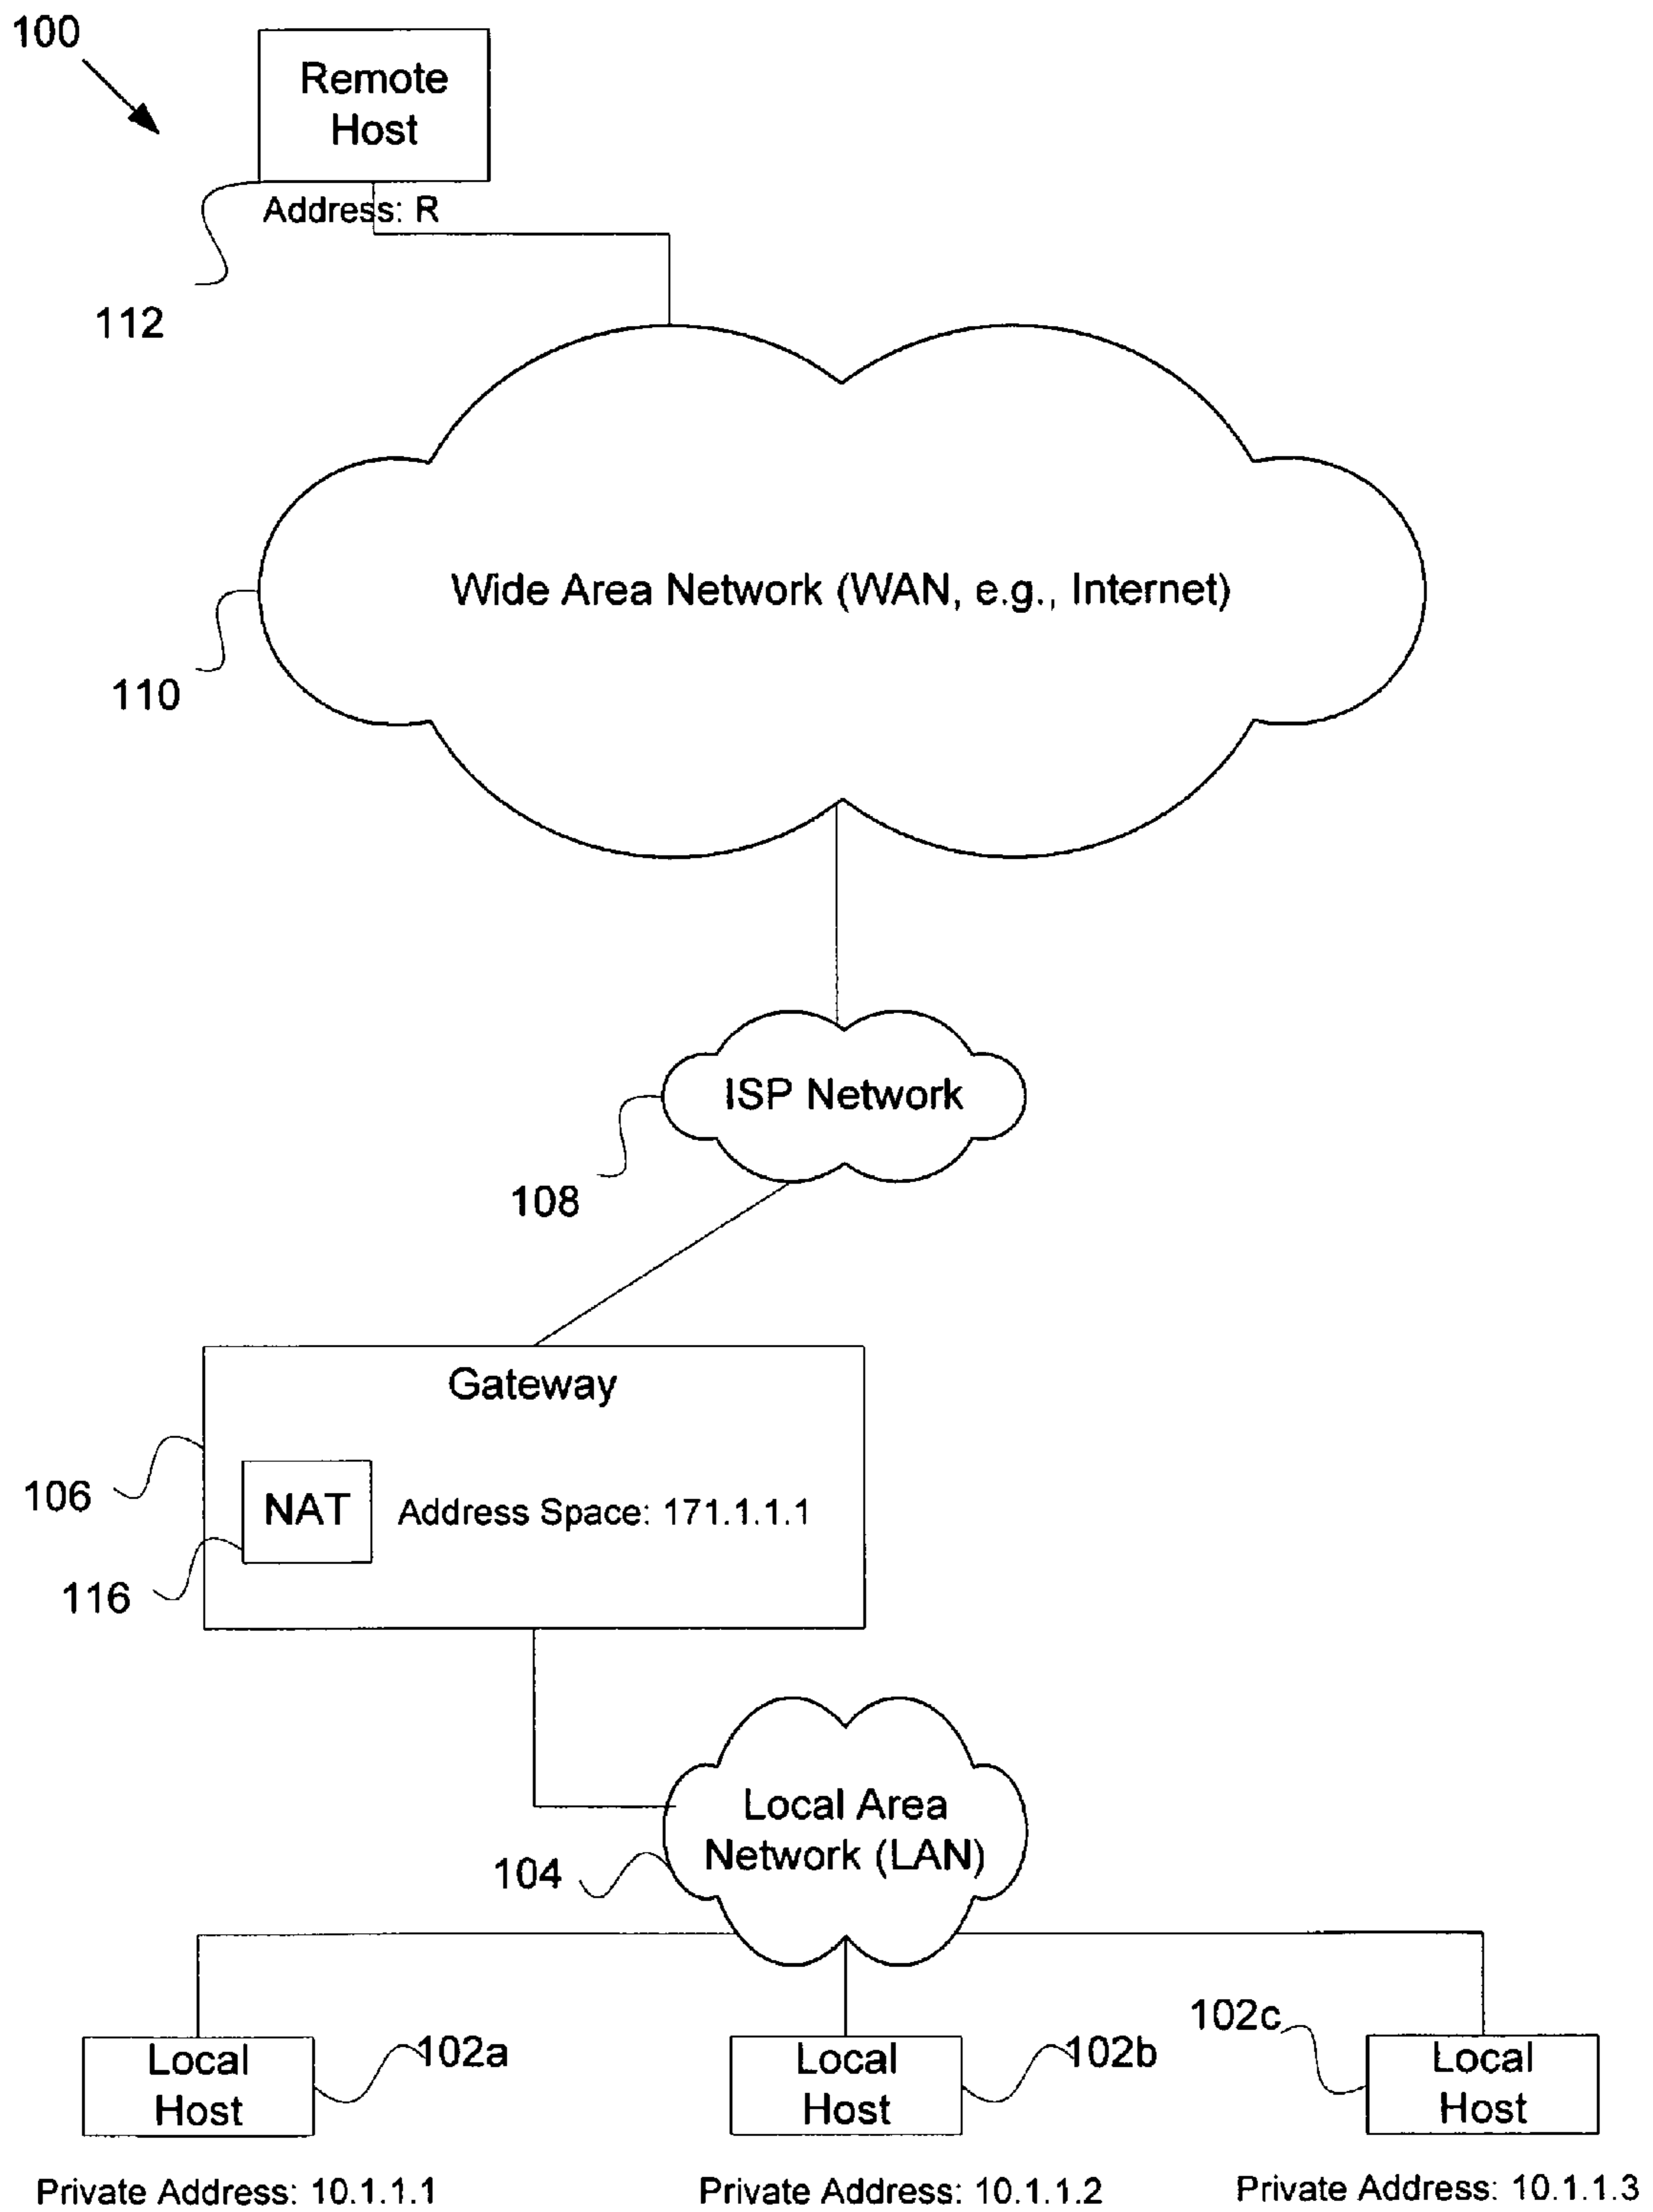 100
Remote
Host
Address: R
112
Wide Area Network (WAN, e.g., Internet)
110
ISP Network
108
Gateway
106
NAT
Address Space: 171.1.1.1
116
Local Area
Network (LAN)
104
102a
102b
102c
Local
Host
Local
Host
Local
Host
Private Address: 10.1.1.1
Private Address: 10.1.1.2
Private Address: 10.1.1.3